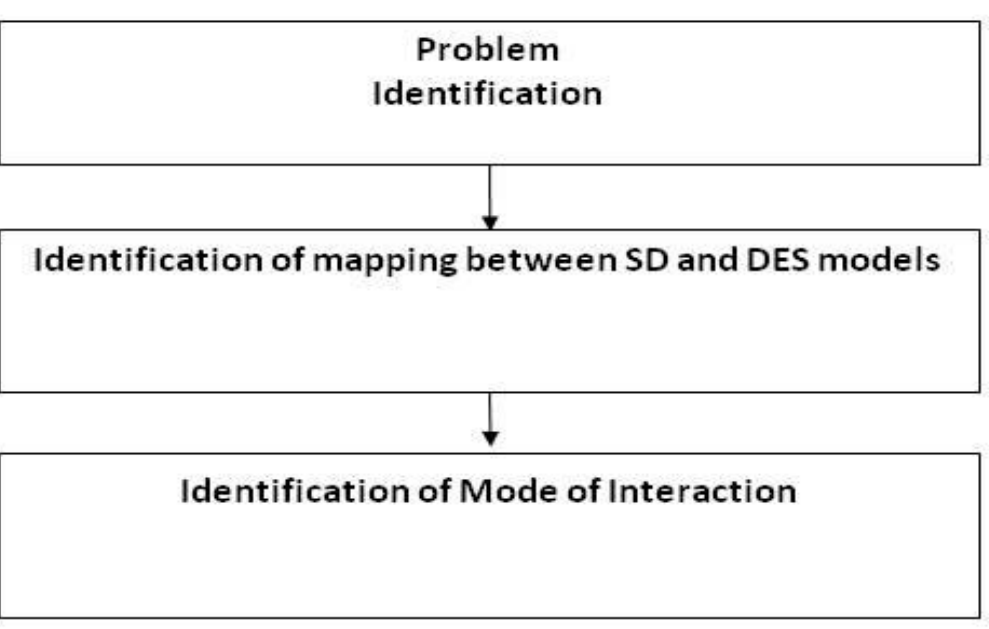 Problem
Identification
Identification of mapping between SD and DES models
Identification of Mode of Interaction